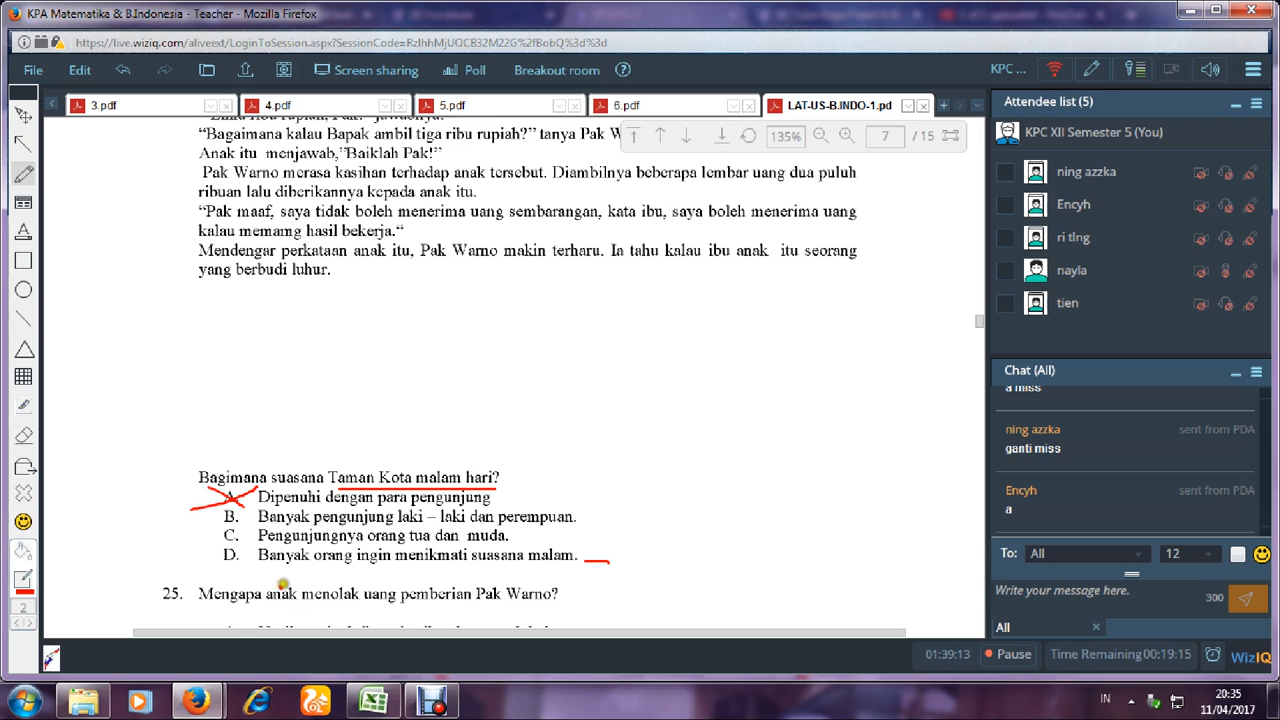 KPA Matematika & B.Indonesia - Teacher - Mozilla Firefox
https://live.wiziq.com/aliveext/LoginToSession.aspx?SessionCode=RzIhhMjUOCB32M22G%2fBobQ%3d%3d
File Edit Screen sharing Poll Breakout room KPC ...
3.pdf 4.pdf 5.pdf 6.pdf LAT-US-B.INDO-1.pd
135% 7 / 15
“Bagaimana kalau Bapak ambil tiga ribu rupiah?” tanya Pak W
Anak itu menjawab,”Baiklah Pak!”
Pak Warno merasa kasihan terhadap anak tersebut. Diambilnya beberapa lembar uang dua puluh
ribuan lalu diberikannya kepada anak itu.
“Pak maaf, saya tidak boleh menerima uang sembarangan, kata ibu, saya boleh menerima uang
kalau memamg hasil bekerja.“
Mendengar perkataan anak itu, Pak Warno makin terharu. Ia tahu kalau ibu anak itu seorang
yang berbudi luhur.
Bagimana suasana Taman Kota malam hari?
A. Dipenuhi dengan para pengunjung
B. Banyak pengunjung laki – laki dan perempuan.
C. Pengunjungnya orang tua dan muda.
D. Banyak orang ingin menikmati suasana malam.
25. Mengapa anak menolak uang pemberian Pak Warno?
2
Attendee list (5)
KPC XII Semester 5 (You)
ning azzka
Encyh
ri tlng
nayla
tien
Chat (All)
a miss
ning azzka sent from PDA
ganti miss
Encyh sent from PDA
a
To: All 12
Write your message here. 300
All
01:39:13 Pause Time Remaining 00:19:15 WizIQ
IN 20:35
11/04/2017